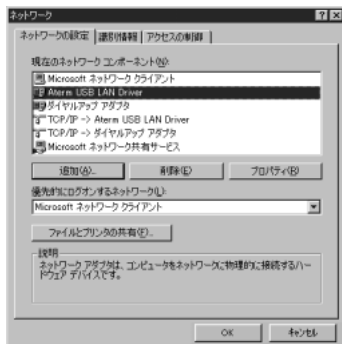 ネットワーク
ネットワークの設定 識別情報 アクセスの制御
現在のネットワーク コンポーネント(N):
Microsoft ネットワーク クライアント
Aterm USB LAN Driver
ダイヤルアップ アダプタ
TCP/IP -> Aterm USB LAN Driver
TCP/IP -> ダイヤルアップ アダプタ
Microsoft ネットワーク共有サービス
追加(A)... 削除(E) プロパティ(R)
優先的にログオンするネットワーク(L):
Microsoft ネットワーク クライアント
ファイルとプリンタの共有(F)...
説明
ネットワーク アダプタは、コンピュータをネットワークに物理的に接続するハー
ドウェア デバイスです。
OK キャンセル